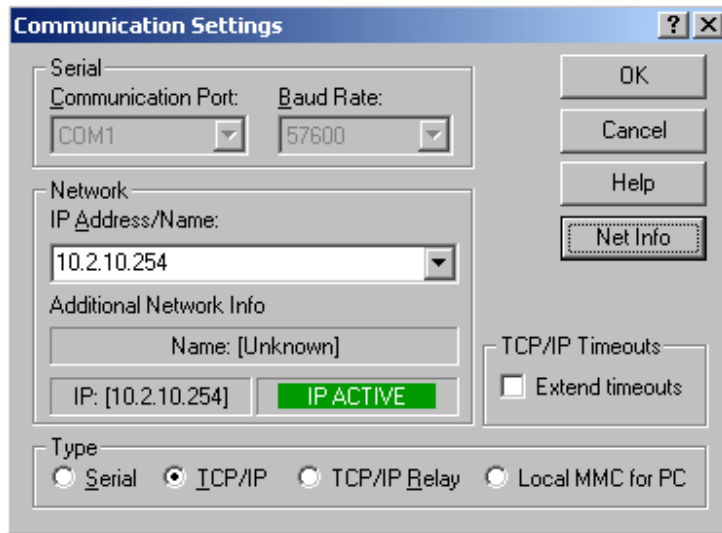 Communication Settings
? X
Serial
Communication Port:
Baud Rate:
COM1
57600
OK
Cancel
Help
Net Info
Network
IP Address/Name:
10.2.10.254
Additional Network Info
Name: [Unknown]
IP: [10.2.10.254]
IP ACTIVE
TCP/IP Timeouts
Extend timeouts
Type
Serial
TCP/IP
TCP/IP Relay
Local MMC for PC